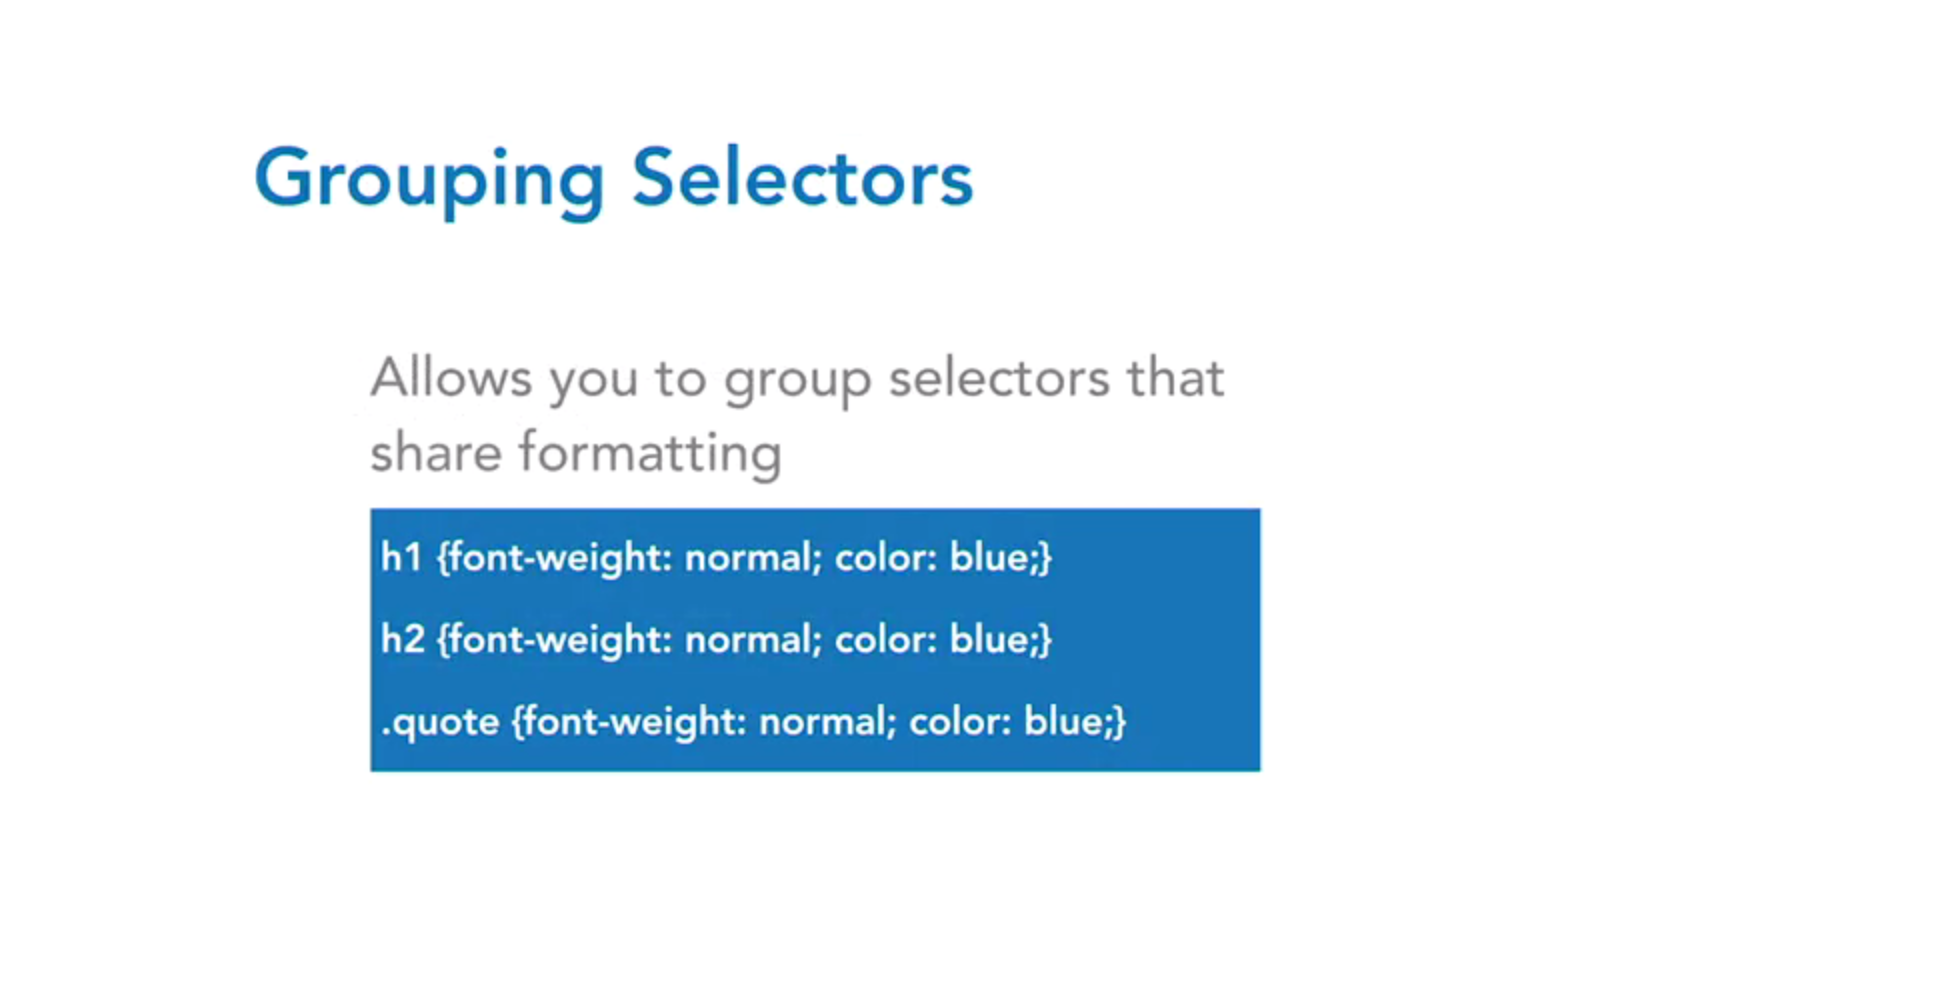 Grouping Selectors
Allows you to group selectors that
share formatting
h1 {font-weight: normal; color: blue;}
h2 {font-weight: normal; color: blue;}
.quote {font-weight: normal; color: blue;}